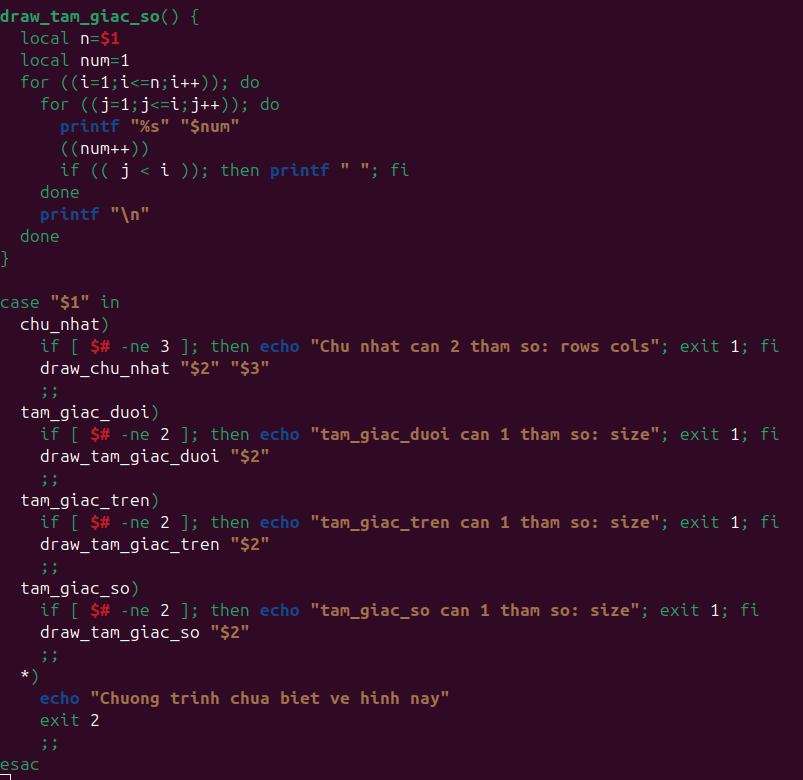 draw_tam_giac_so() {
  local n=$1
  local num=1
  for ((i=1;i<=n;i++)); do
    for ((j=1;j<=i;j++)); do
      printf "%s" "$num"
      ((num++))
      if (( j < i )); then printf " "; fi
    done
    printf "\n"
  done
}

case "$1" in
  chu_nhat)
    if [ $# -ne 3 ]; then echo "Chu nhat can 2 tham so: rows cols"; exit 1; fi
    draw_chu_nhat "$2" "$3"
    ;;
  tam_giac_duoi)
    if [ $# -ne 2 ]; then echo "tam_giac_duoi can 1 tham so: size"; exit 1; fi
    draw_tam_giac_duoi "$2"
    ;;
  tam_giac_tren)
    if [ $# -ne 2 ]; then echo "tam_giac_tren can 1 tham so: size"; exit 1; fi
    draw_tam_giac_tren "$2"
    ;;
  tam_giac_so)
    if [ $# -ne 2 ]; then echo "tam_giac_so can 1 tham so: size"; exit 1; fi
    draw_tam_giac_so "$2"
    ;;
  *)
    echo "Chuong trinh chua biet ve hinh nay"
    exit 2
    ;;
esac